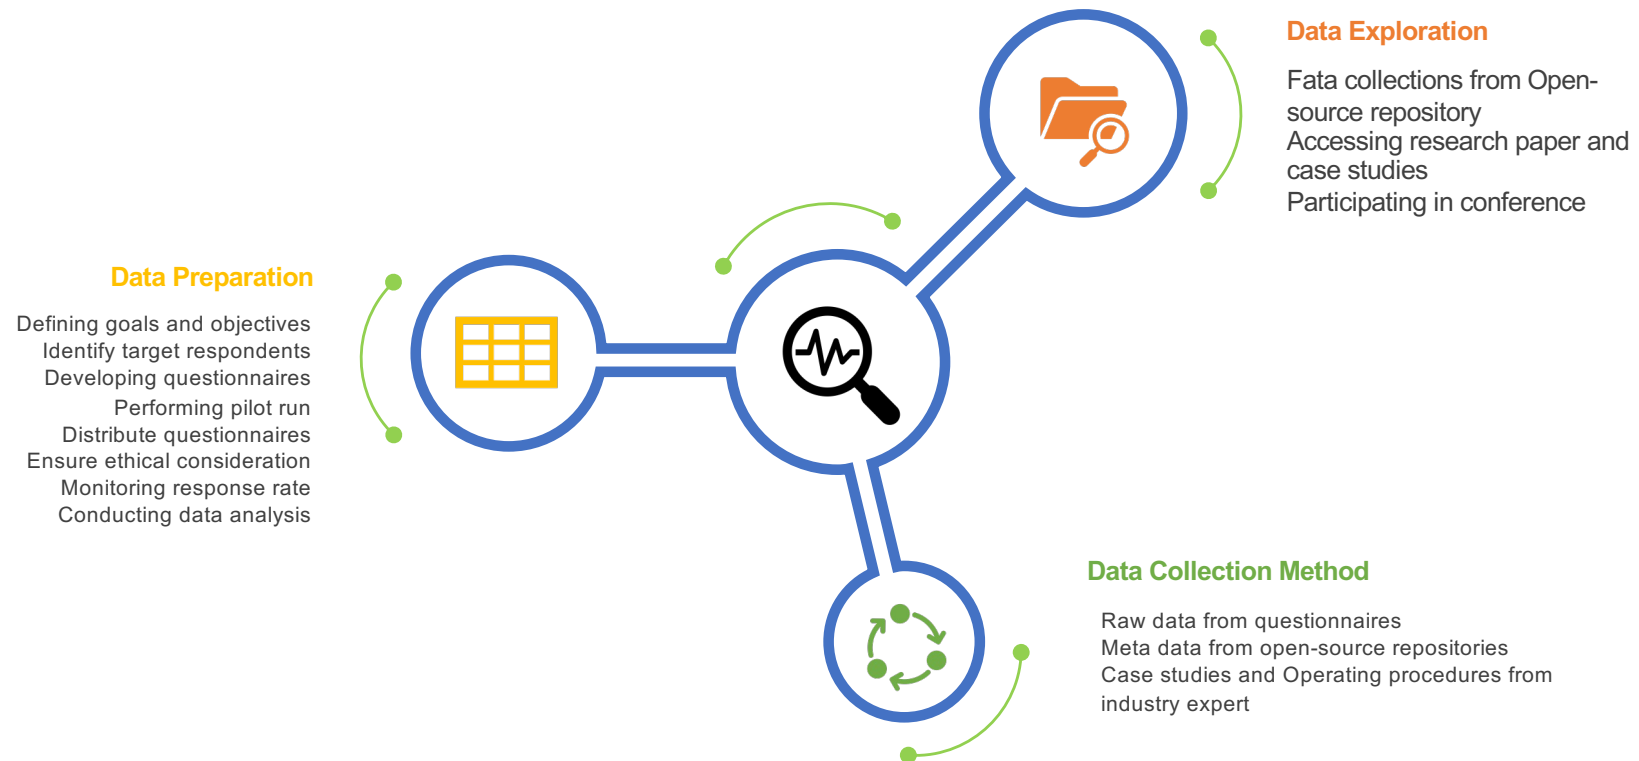 Data Exploration
Fata collections from Open-
source repository
Accessing research paper and
case studies
Participating in conference
Data Preparation
Defining goals and objectives
Identify target respondents
Developing questionnaires
Performing pilot run
Distribute questionnaires
Ensure ethical consideration
Monitoring response rate
Conducting data analysis
Data Collection Method
Raw data from questionnaires
Meta data from open-source repositories
Case studies and Operating procedures from
industry expert